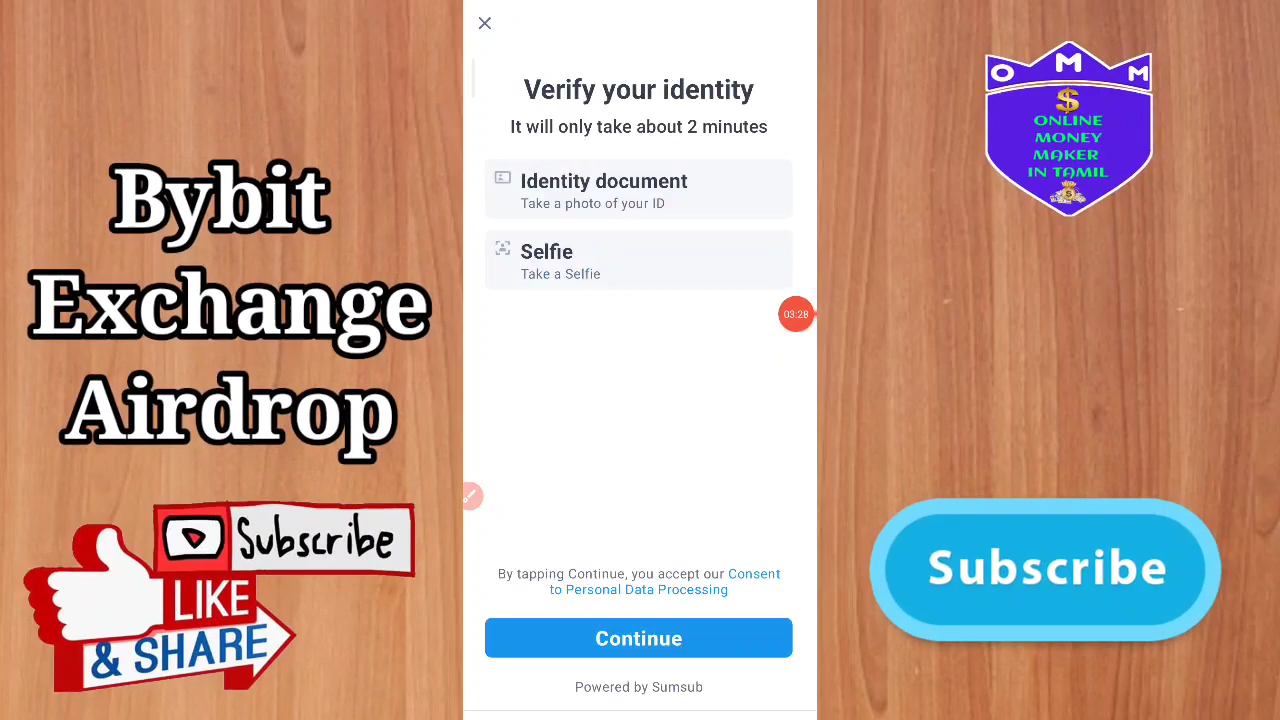 Bybit
Exchange
Airdrop
Subscribe
LIKE
& SHARE
Verify your identity
It will only take about 2 minutes
Identity document
Take a photo of your ID
Selfie
Take a Selfie
03:28
By tapping Continue, you accept our Consent
to Personal Data Processing
Continue
Powered by Sumsub
O M M
$
ONLINE
MONEY
MAKER
IN TAMIL
Subscribe